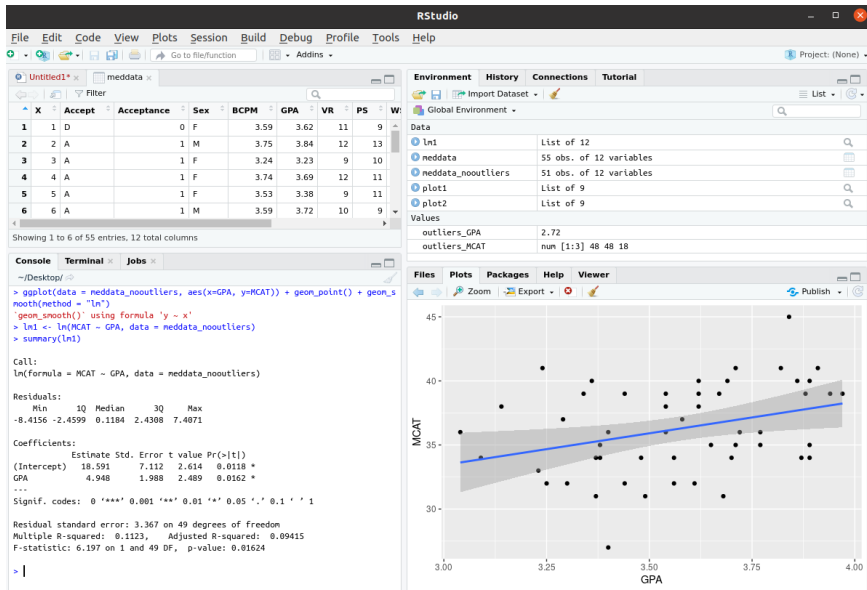 RStudio
File Edit Code View Plots Session Build Debug Profile Tools Help
Go to file/function Addins Project: (None)
Untitled1* meddata
Filter
X Accept Acceptance Sex BCPM GPA VR PS WS
1 1 D 0 F 3.59 3.62 11 9
2 2 A 1 M 3.75 3.84 12 13
3 3 A 1 F 3.24 3.23 9 10
4 4 A 1 F 3.74 3.69 12 11
5 5 A 1 F 3.53 3.38 9 11
6 6 A 1 M 3.59 3.72 10 9
Showing 1 to 6 of 55 entries, 12 total columns
Console Terminal Jobs
~/Desktop/
> ggplot(data = meddata_nooutliers, aes(x=GPA, y=MCAT)) + geom_point() + geom_s
mooth(method = "lm")
`geom_smooth()` using formula 'y ~ x'
> lm1 <- lm(MCAT ~ GPA, data = meddata_nooutliers)
> summary(lm1)
Call:
lm(formula = MCAT ~ GPA, data = meddata_nooutliers)
Residuals:
Min 1Q Median 3Q Max
-8.4156 -2.4599 0.1184 2.4308 7.4071
Coefficients:
Estimate Std. Error t value Pr(>|t|)
(Intercept) 18.591 7.112 2.614 0.0118 *
GPA 4.948 1.988 2.489 0.0162 *
---
Signif. codes: 0 ‘***’ 0.001 ‘**’ 0.01 ‘*’ 0.05 ‘.’ 0.1 ‘ ’ 1
Residual standard error: 3.367 on 49 degrees of freedom
Multiple R-squared: 0.1123, Adjusted R-squared: 0.09415
F-statistic: 6.197 on 1 and 49 DF, p-value: 0.01624
>
Environment History Connections Tutorial
Import Dataset List
Global Environment
Data
lm1 List of 12
meddata 55 obs. of 12 variables
meddata_nooutliers 51 obs. of 12 variables
plot1 List of 9
plot2 List of 9
Values
outliers_GPA 2.72
outliers_MCAT num [1:3] 48 48 18
Files Plots Packages Help Viewer
Zoom Export Publish
45
40
MCAT
35
30
3.00 3.25 3.50 3.75 4.00
GPA